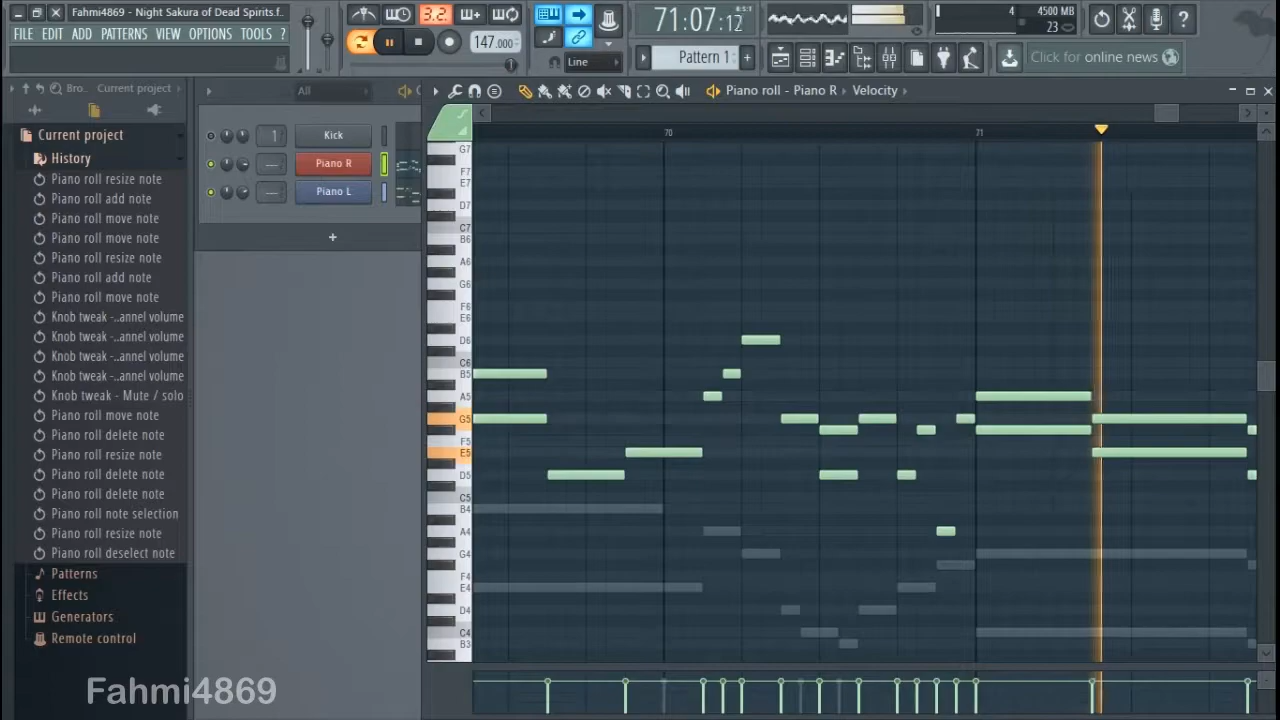 Fahmi4869 - Night Sakura of Dead Spirits.f..
FILE EDIT ADD PATTERNS VIEW OPTIONS TOOLS ?
3.2.
147.000
Line
71:07:12
B:S:T
Pattern 1
4
4500 MB
23
Click for online news
Bro..
Current project
All
Piano roll - Piano R
Velocity
Current project
History
Piano roll resize note
Piano roll add note
Piano roll move note
Piano roll move note
Piano roll resize note
Piano roll add note
Piano roll move note
Knob tweak -..annel volume
Knob tweak -..annel volume
Knob tweak -..annel volume
Knob tweak -..annel volume
Knob tweak - Mute / solo
Piano roll move note
Piano roll delete note
Piano roll resize note
Piano roll delete note
Piano roll delete note
Piano roll note selection
Piano roll resize note
Piano roll deselect note
Patterns
Effects
Generators
Remote control
1
Kick
Piano R
Piano L
+
70
71
G7
F7
E7
D7
C7
B6
A6
G6
F6
E6
D6
C6
B5
A5
G5
F5
E5
D5
C5
B4
A4
G4
F4
E4
D4
C4
B3
Fahmi4869